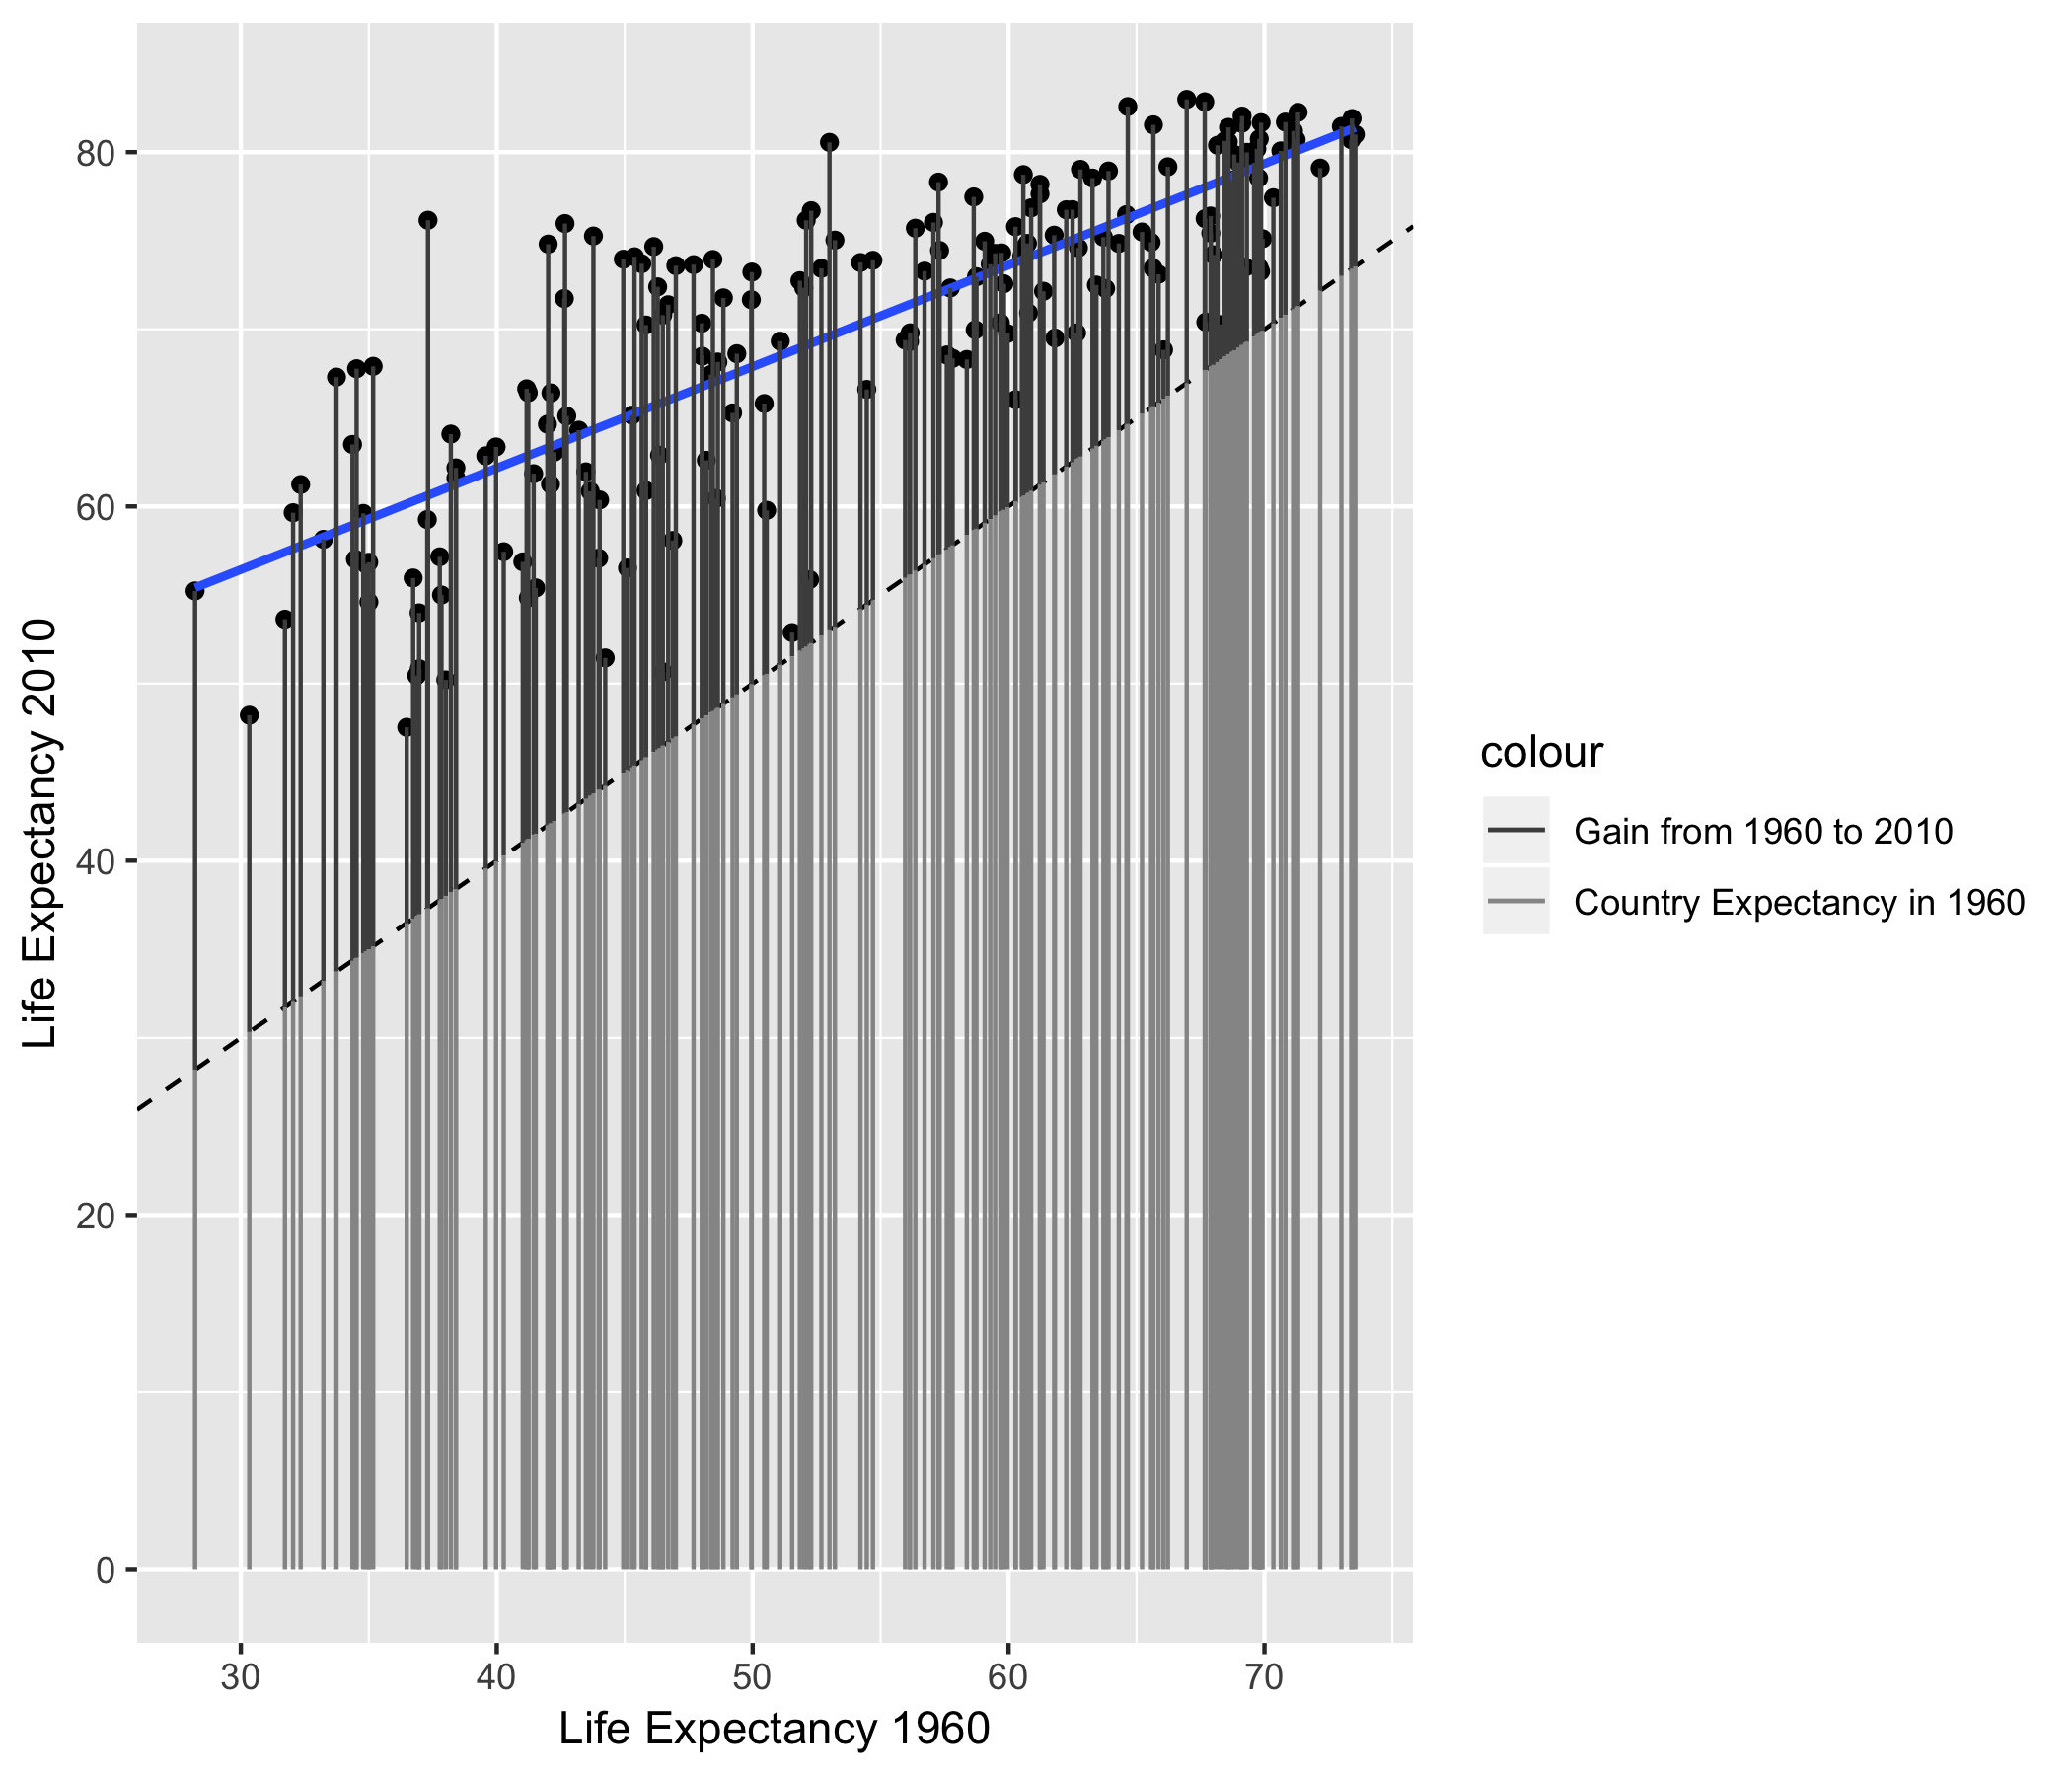 80
60
40
20
0
Life Expectancy 2010
30 40 50 60 70
Life Expectancy 1960
colour
Gain from 1960 to 2010
Country Expectancy in 1960